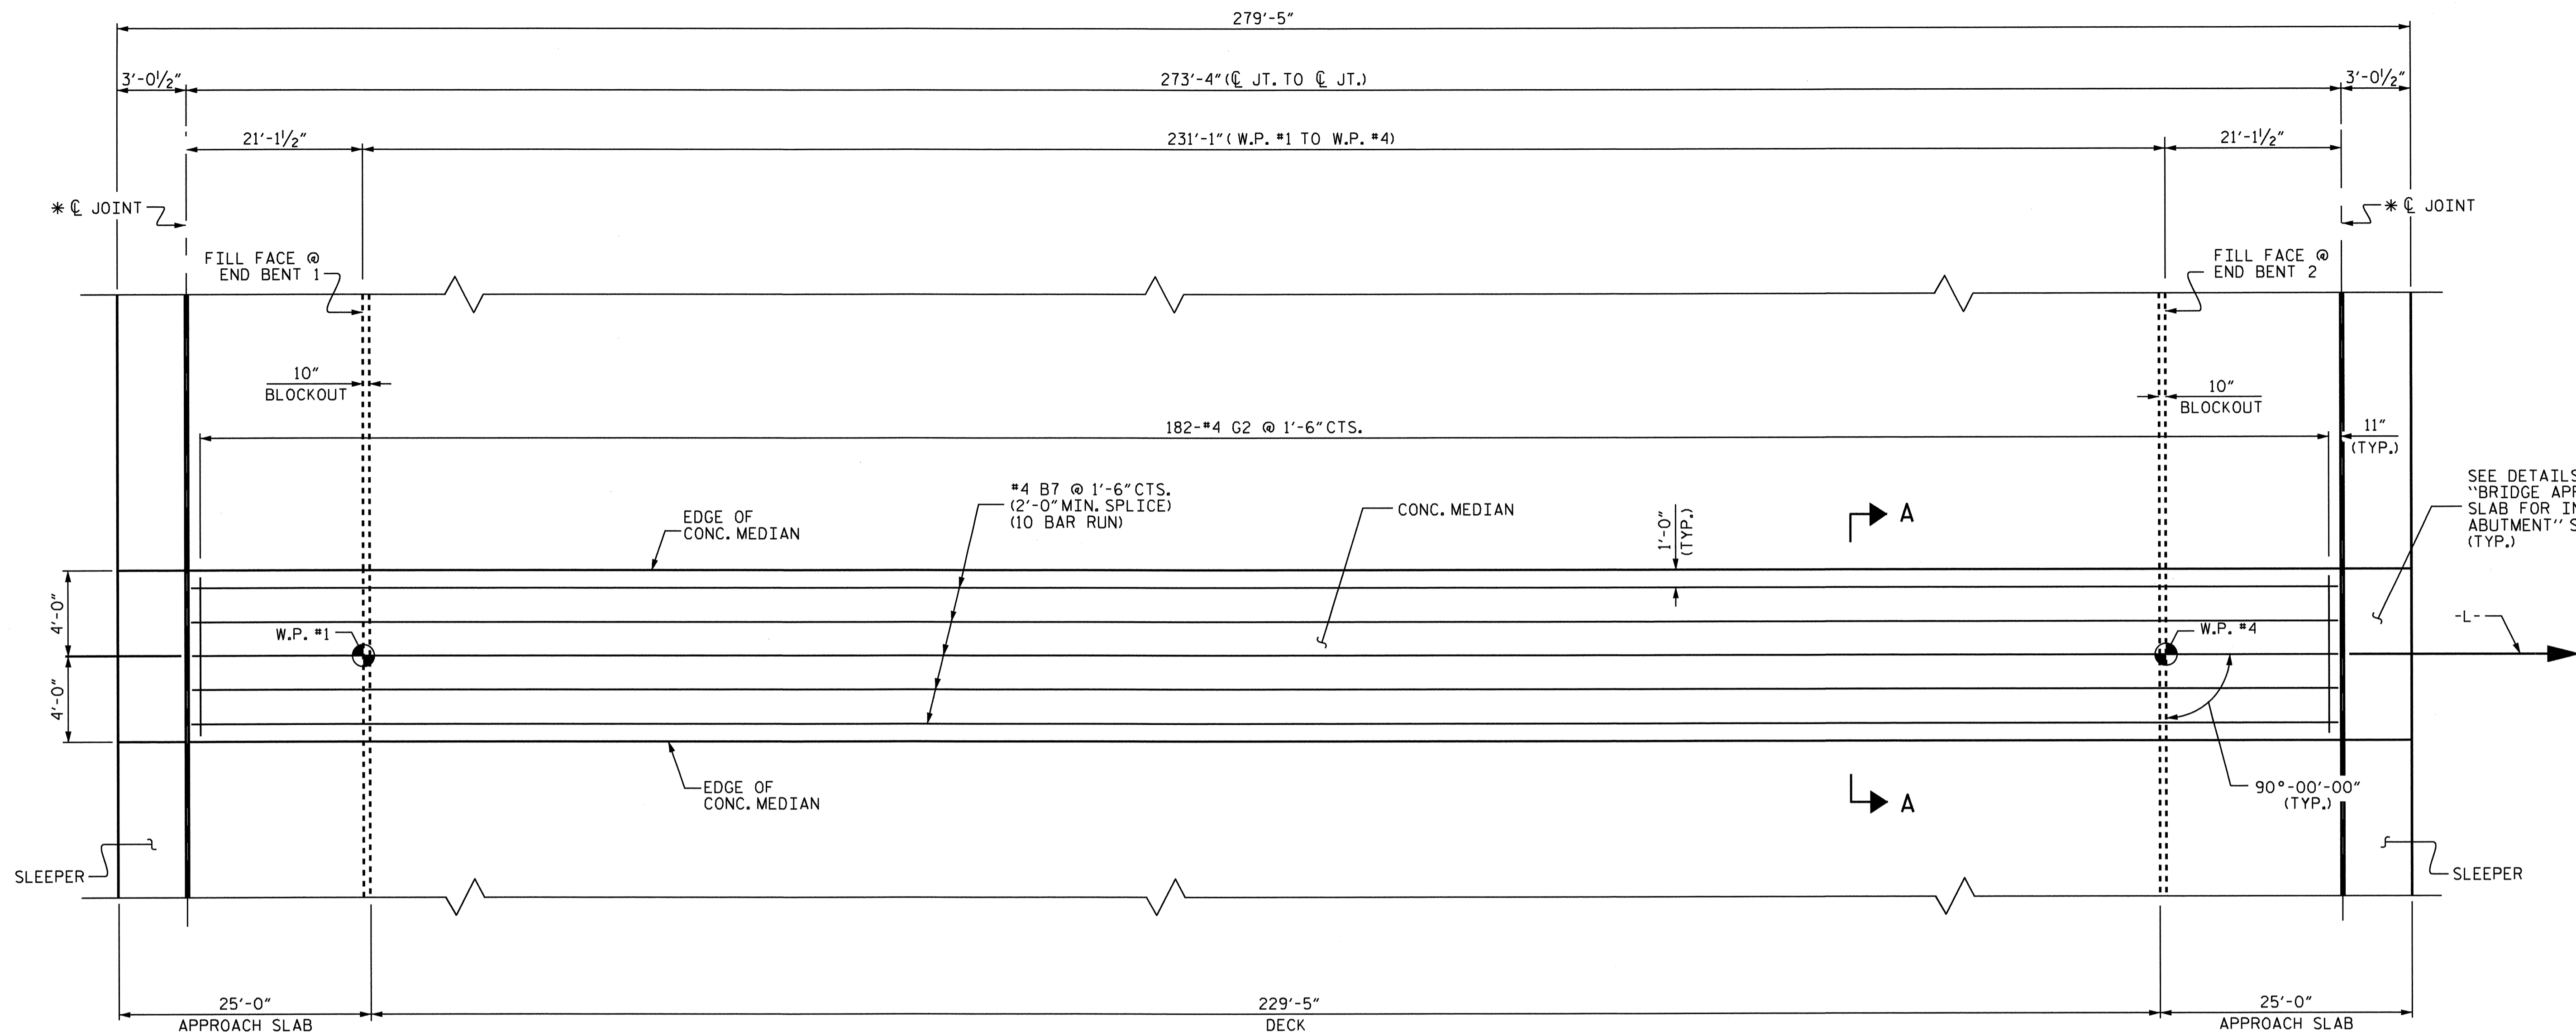 279'-5"
3'-0½"
273'-4" (℄ JT. TO ℄ JT.)
3'-0½"
21'-1½"
231'-1" ( W.P. #1 TO W.P. #4)
21'-1½"
* ℄ JOINT
* ℄ JOINT
FILL FACE @
END BENT 1
FILL FACE @
END BENT 2
10"
BLOCKOUT
10"
BLOCKOUT
182-#4 G2 @ 1'-6" CTS.
11"
(TYP.)
#4 B7 @ 1'-6" CTS.
(2'-0" MIN. SPLICE)
(10 BAR RUN)
EDGE OF
CONC. MEDIAN
CONC. MEDIAN
1'-0"
(TYP.)
A
SEE DETAILS
"BRIDGE APP
SLAB FOR IN
ABUTMENT" S
(TYP.)
4'-0"
4'-0"
W.P. #1
W.P. #4
-L-
EDGE OF
CONC. MEDIAN
A
90°-00'-00"
(TYP.)
SLEEPER
SLEEPER
25'-0"
APPROACH SLAB
229'-5"
DECK
25'-0"
APPROACH SLAB